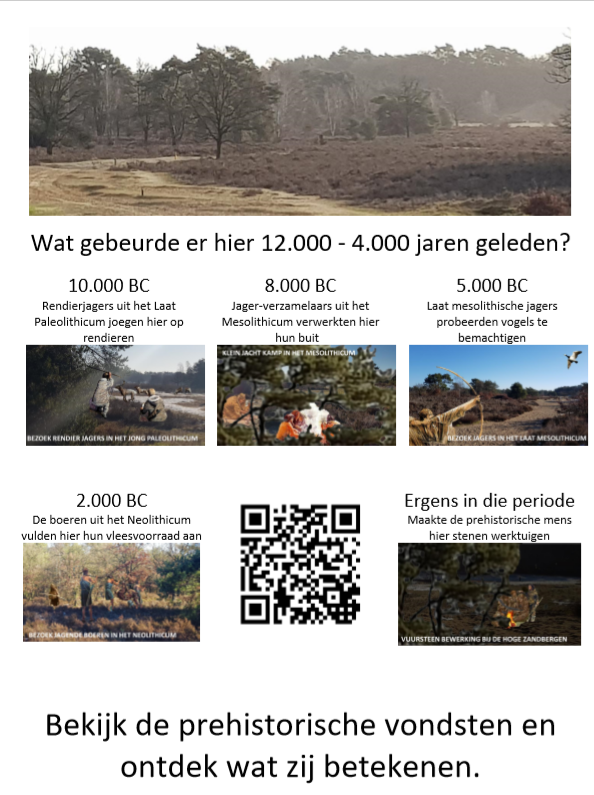 Wat gebeurde er hier 12.000 - 4.000 jaren geleden?
10.000 BC
Rendierjagers uit het Laat
Paleolithicum joegen hier op
rendieren
BEZOEK RENDIER JAGERS IN HET JONG PALEOLITHICUM
8.000 BC
Jager-verzamelaars uit het
Mesolithicum verwerkten hier
hun buit
KLEIN JACHT KAMP IN HET MESOLITHICUM
5.000 BC
Laat mesolithische jagers
probeerden vogels te
bemachtigen
BEZOEK JAGERS IN HET LAAT MESOLITHICUM
2.000 BC
De boeren uit het Neolithicum
vulden hier hun vleesvoorraad aan
BEZOEK JAGENDE BOEREN IN HET NEOLITHICUM
Ergens in die periode
Maakte de prehistorische mens
hier stenen werktuigen
VUURSTEEN BEWERKING BIJ DE HOGE ZANDBERGEN
Bekijk de prehistorische vondsten en
ontdek wat zij betekenen.